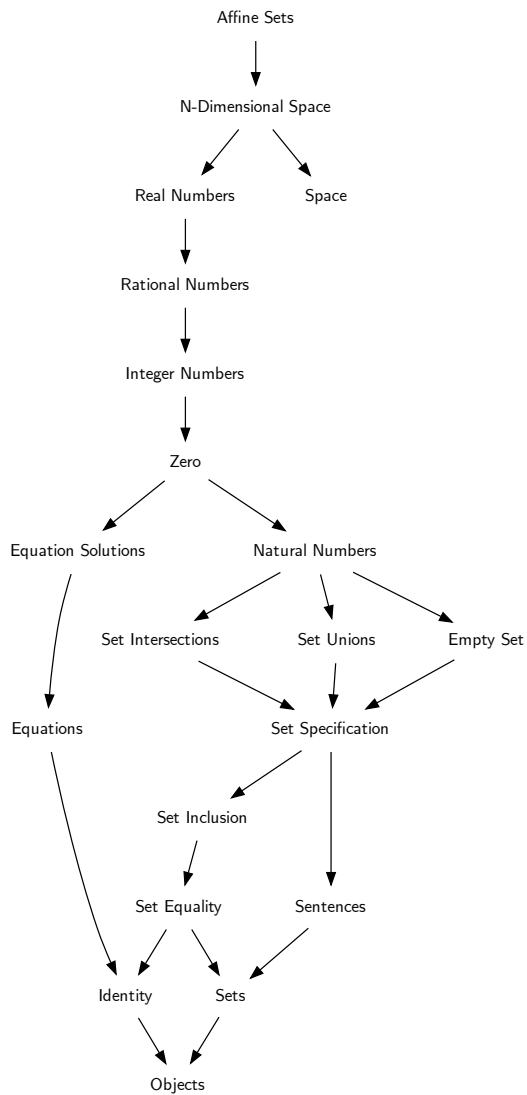 Affine Sets
N-Dimensional Space
Real Numbers
Space
Rational Numbers
Integer Numbers
Zero
Equation Solutions
Natural Numbers
Set Intersections
Set Unions
Empty Set
Equations
Set Specification
Set Inclusion
Set Equality
Sentences
Identity
Sets
Objects